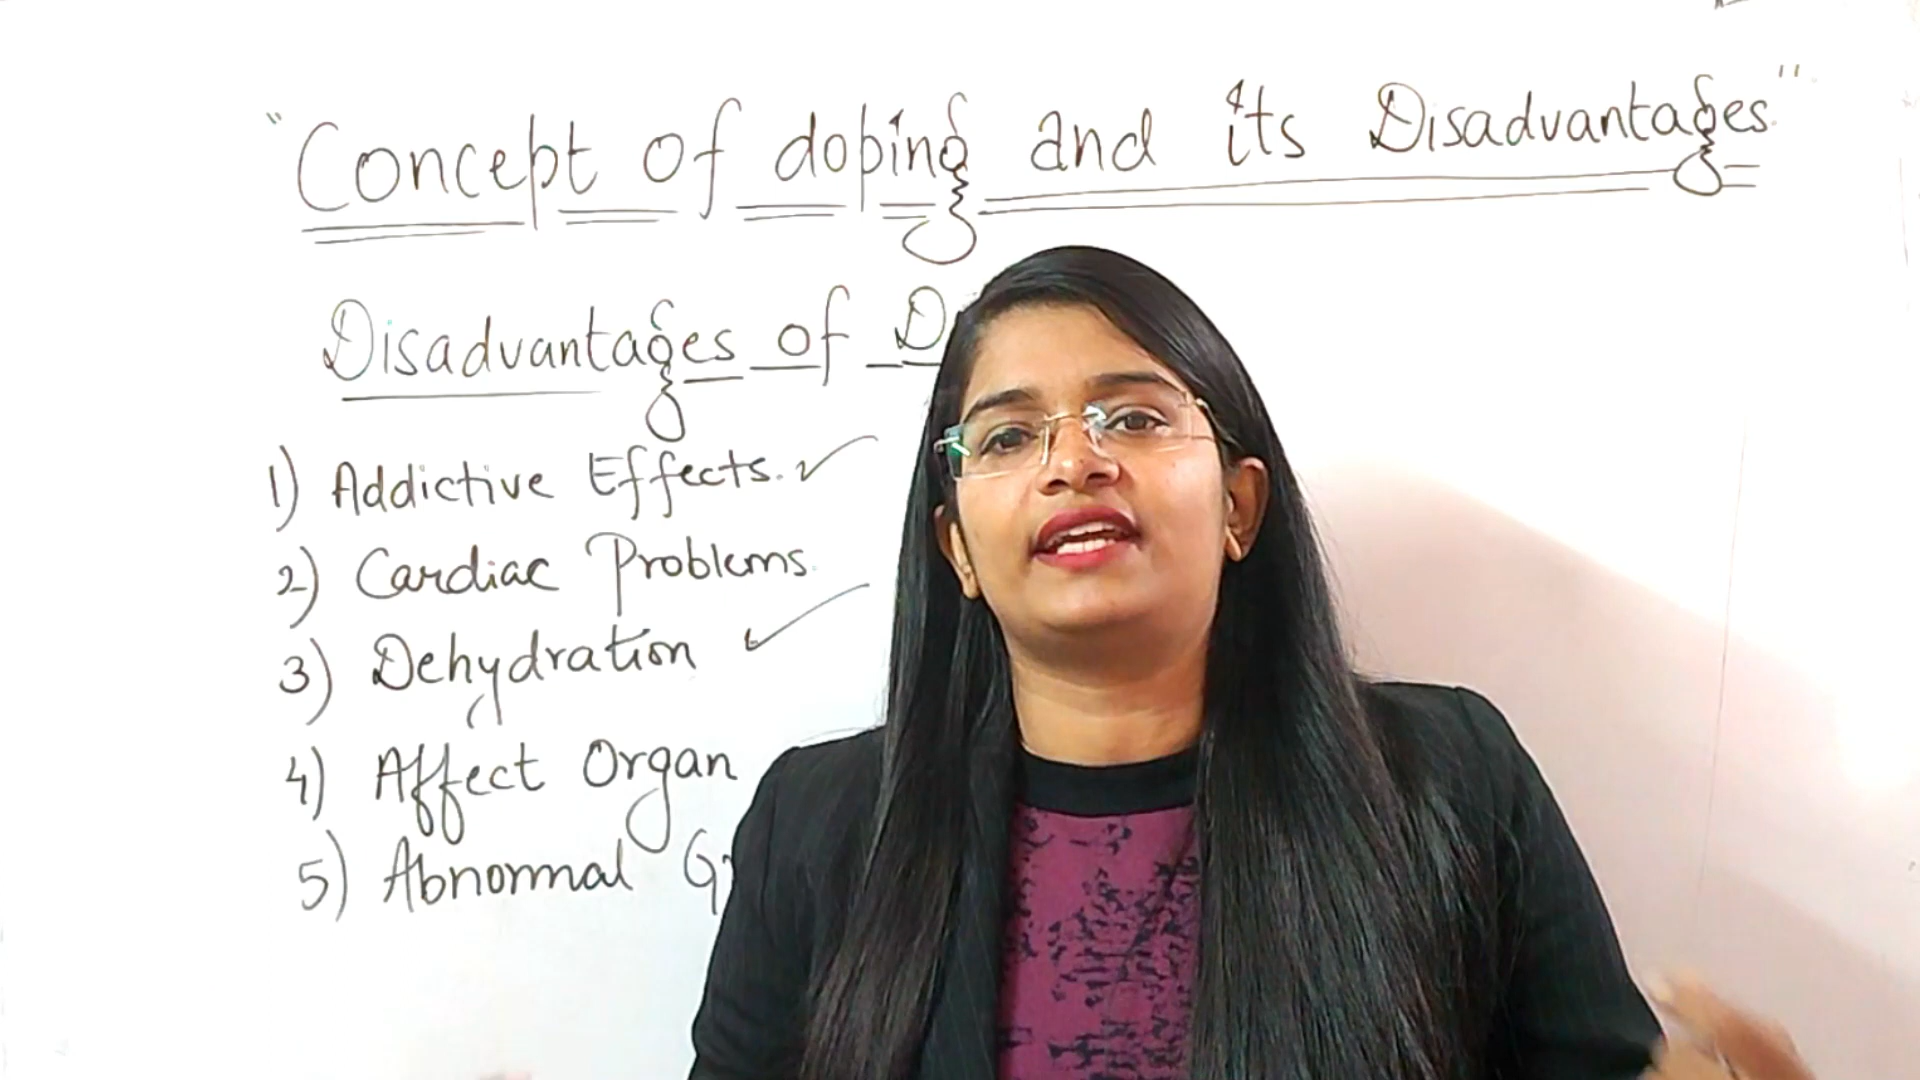 "Concept of doping and its Disadvantages"
Disadvantages of
1) Addictive Effects. ✓
2) Cardiac Problems.
3) Dehydration ✓
4) Affect Organ
5) Abnormal